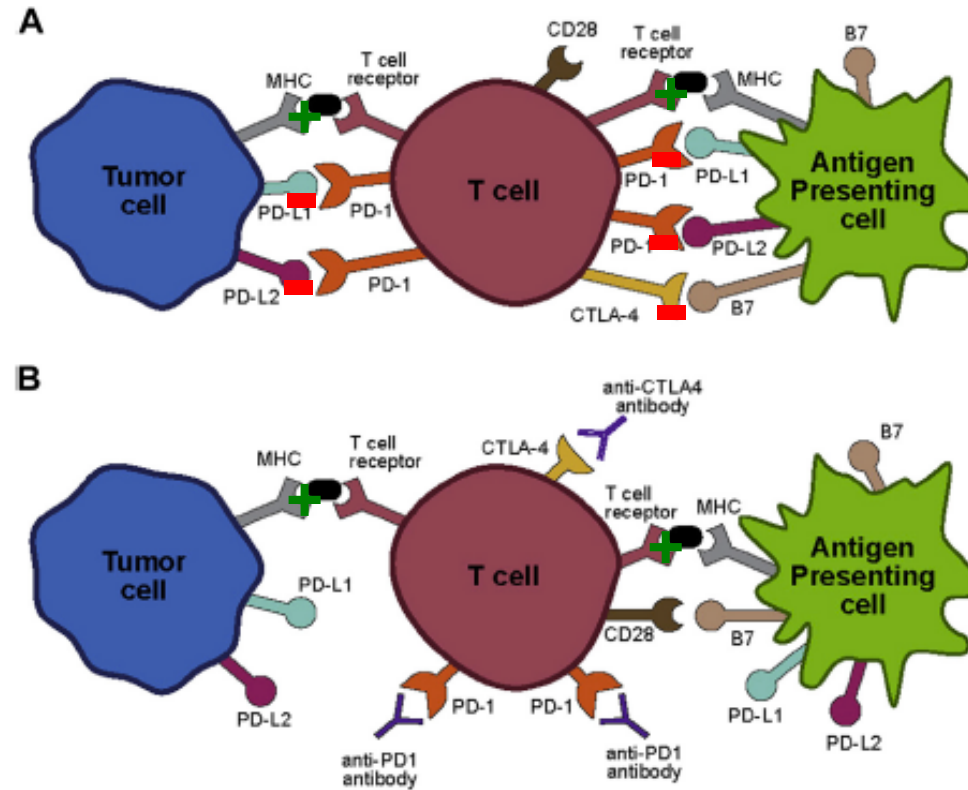 A
CD28
T cell
receptor
B7
MHC
T cell
receptor
MHC
Tumor
cell
T cell
Antigen
Presenting
cell
PD-L1
PD-1
PD-1
PD-L1
PD-L2
PD-1
PD-1
PD-L2
CTLA-4
B7
B
anti-CTLA4
antibody
CTLA-4
B7
MHC
T cell
receptor
T cell
receptor
MHC
Tumor
cell
T cell
Antigen
Presenting
cell
PD-L1
CD28
B7
PD-L2
PD-1
PD-1
PD-L1
PD-L2
anti-PD1
antibody
anti-PD1
antibody